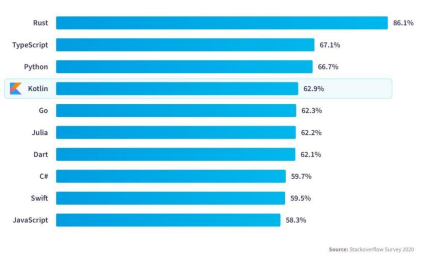 Rust 86.1%
TypeScript 67.1%
Python 66.7%
Kotlin 62.9%
Go 62.3%
Julia 62.2%
Dart 62.1%
C# 59.7%
Swift 59.5%
JavaScript 58.3%
Source: Stackoverflow Survey 2020